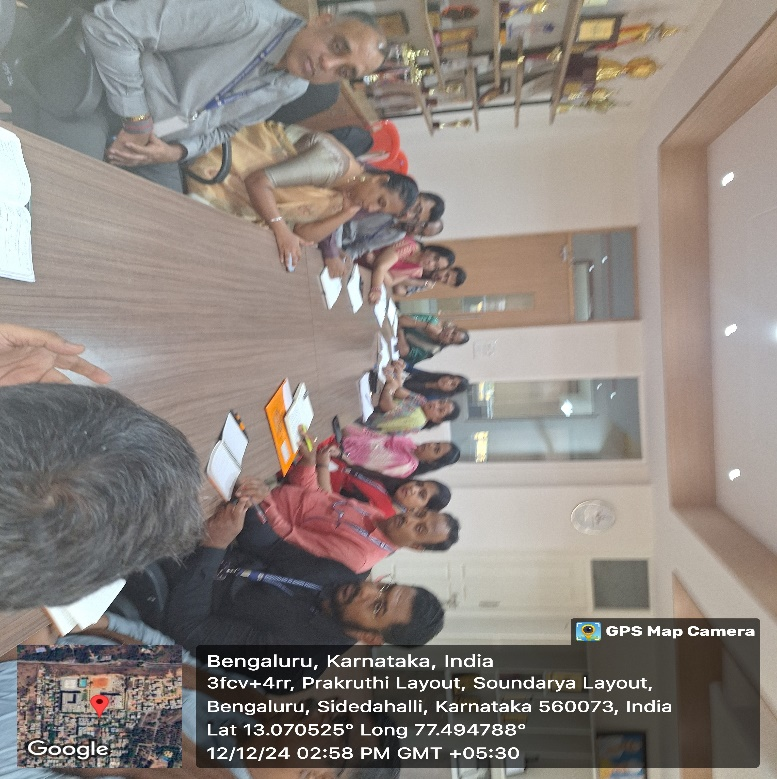 GPS Map Camera
Bengaluru, Karnataka, India
3fcv+4rr, Prakruthi Layout, Soundarya Layout,
Bengaluru, Sidedahalli, Karnataka 560073, India
Lat 13.070525° Long 77.494788°
12/12/24 02:58 PM GMT +05:30
Google